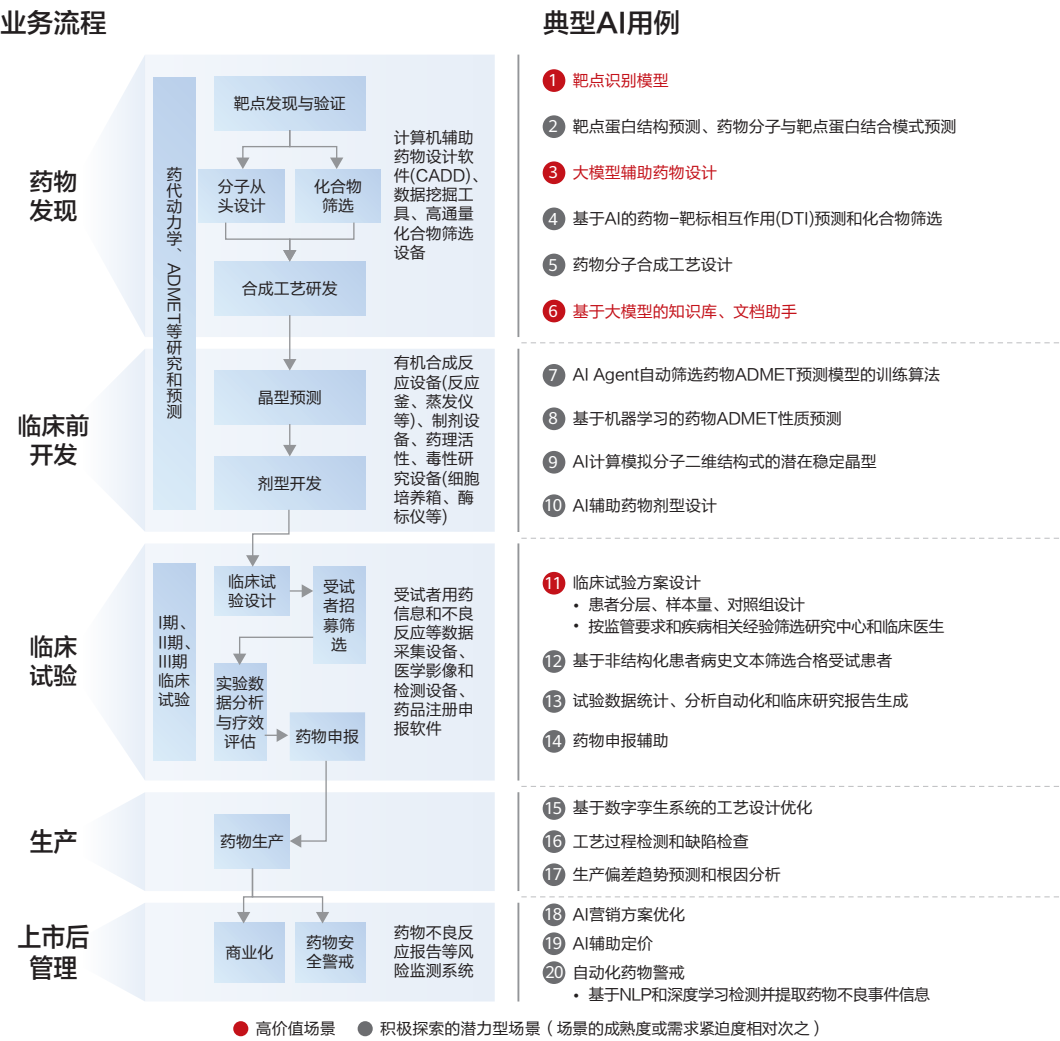 业务流程
典型AI用例
药物
发现
药代动力学、ADMET等研究和预测
靶点发现与验证
分子从
头设计
化合物
筛选
合成工艺研发
计算机辅助
药物设计软
件(CADD)、
数据挖掘工
具、高通量
化合物筛选
设备
1 靶点识别模型
2 靶点蛋白结构预测、药物分子与靶点蛋白结合模式预测
3 大模型辅助药物设计
4 基于AI的药物-靶标相互作用(DTI)预测和化合物筛选
5 药物分子合成工艺设计
6 基于大模型的知识库、文档助手
临床前
开发
晶型预测
剂型开发
有机合成反
应设备(反应
釜、蒸发仪
等)、制剂设
备、药理活
性、毒性研
究设备(细胞
培养箱、酶
标仪等)
7 AI Agent自动筛选药物ADMET预测模型的训练算法
8 基于机器学习的药物ADMET性质预测
9 AI计算模拟分子二维结构式的潜在稳定晶型
10 AI辅助药物剂型设计
临床
试验
I期、
II期、
III期
临床
试验
临床试
验设计
受试
者招
募筛
选
实验数
据分析
与疗效
评估
药物申报
受试者用药
信息和不良
反应等数据
采集设备、
医学影像和
检测设备、
药品注册申
报软件
11 临床试验方案设计
• 患者分层、样本量、对照组设计
• 按监管要求和疾病相关经验筛选研究中心和临床医生
12 基于非结构化患者病史文本筛选合格受试患者
13 试验数据统计、分析自动化和临床研究报告生成
14 药物申报辅助
生产
药物生产
15 基于数字孪生系统的工艺设计优化
16 工艺过程检测和缺陷检查
17 生产偏差趋势预测和根因分析
上市后
管理
商业化
药物安
全警戒
药物不良反
应报告等风
险监测系统
18 AI营销方案优化
19 AI辅助定价
20 自动化药物警戒
• 基于NLP和深度学习检测并提取药物不良事件信息
高价值场景 积极探索的潜力型场景（场景的成熟度或需求紧迫度相对次之）